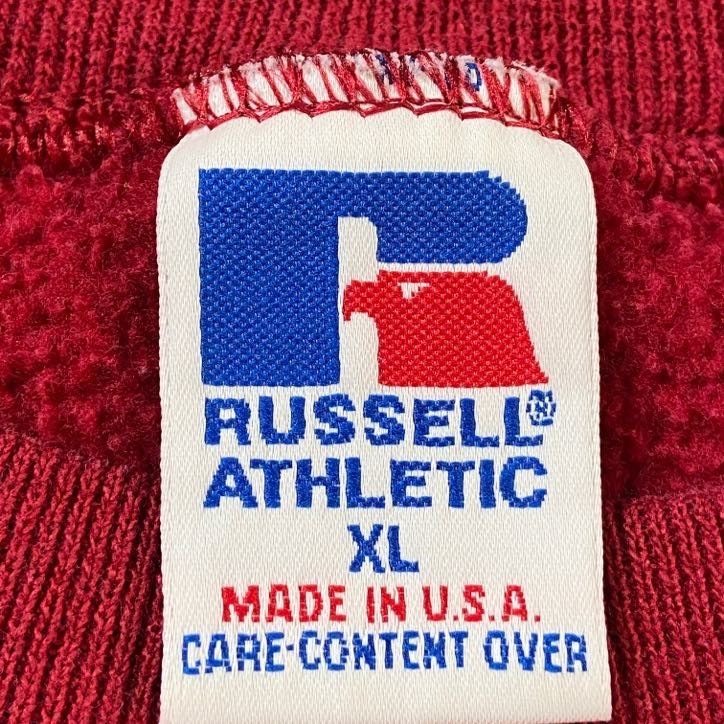 RUSSELL®
ATHLETIC
XL
MADE IN U.S.A.
CARE-CONTENT OVER